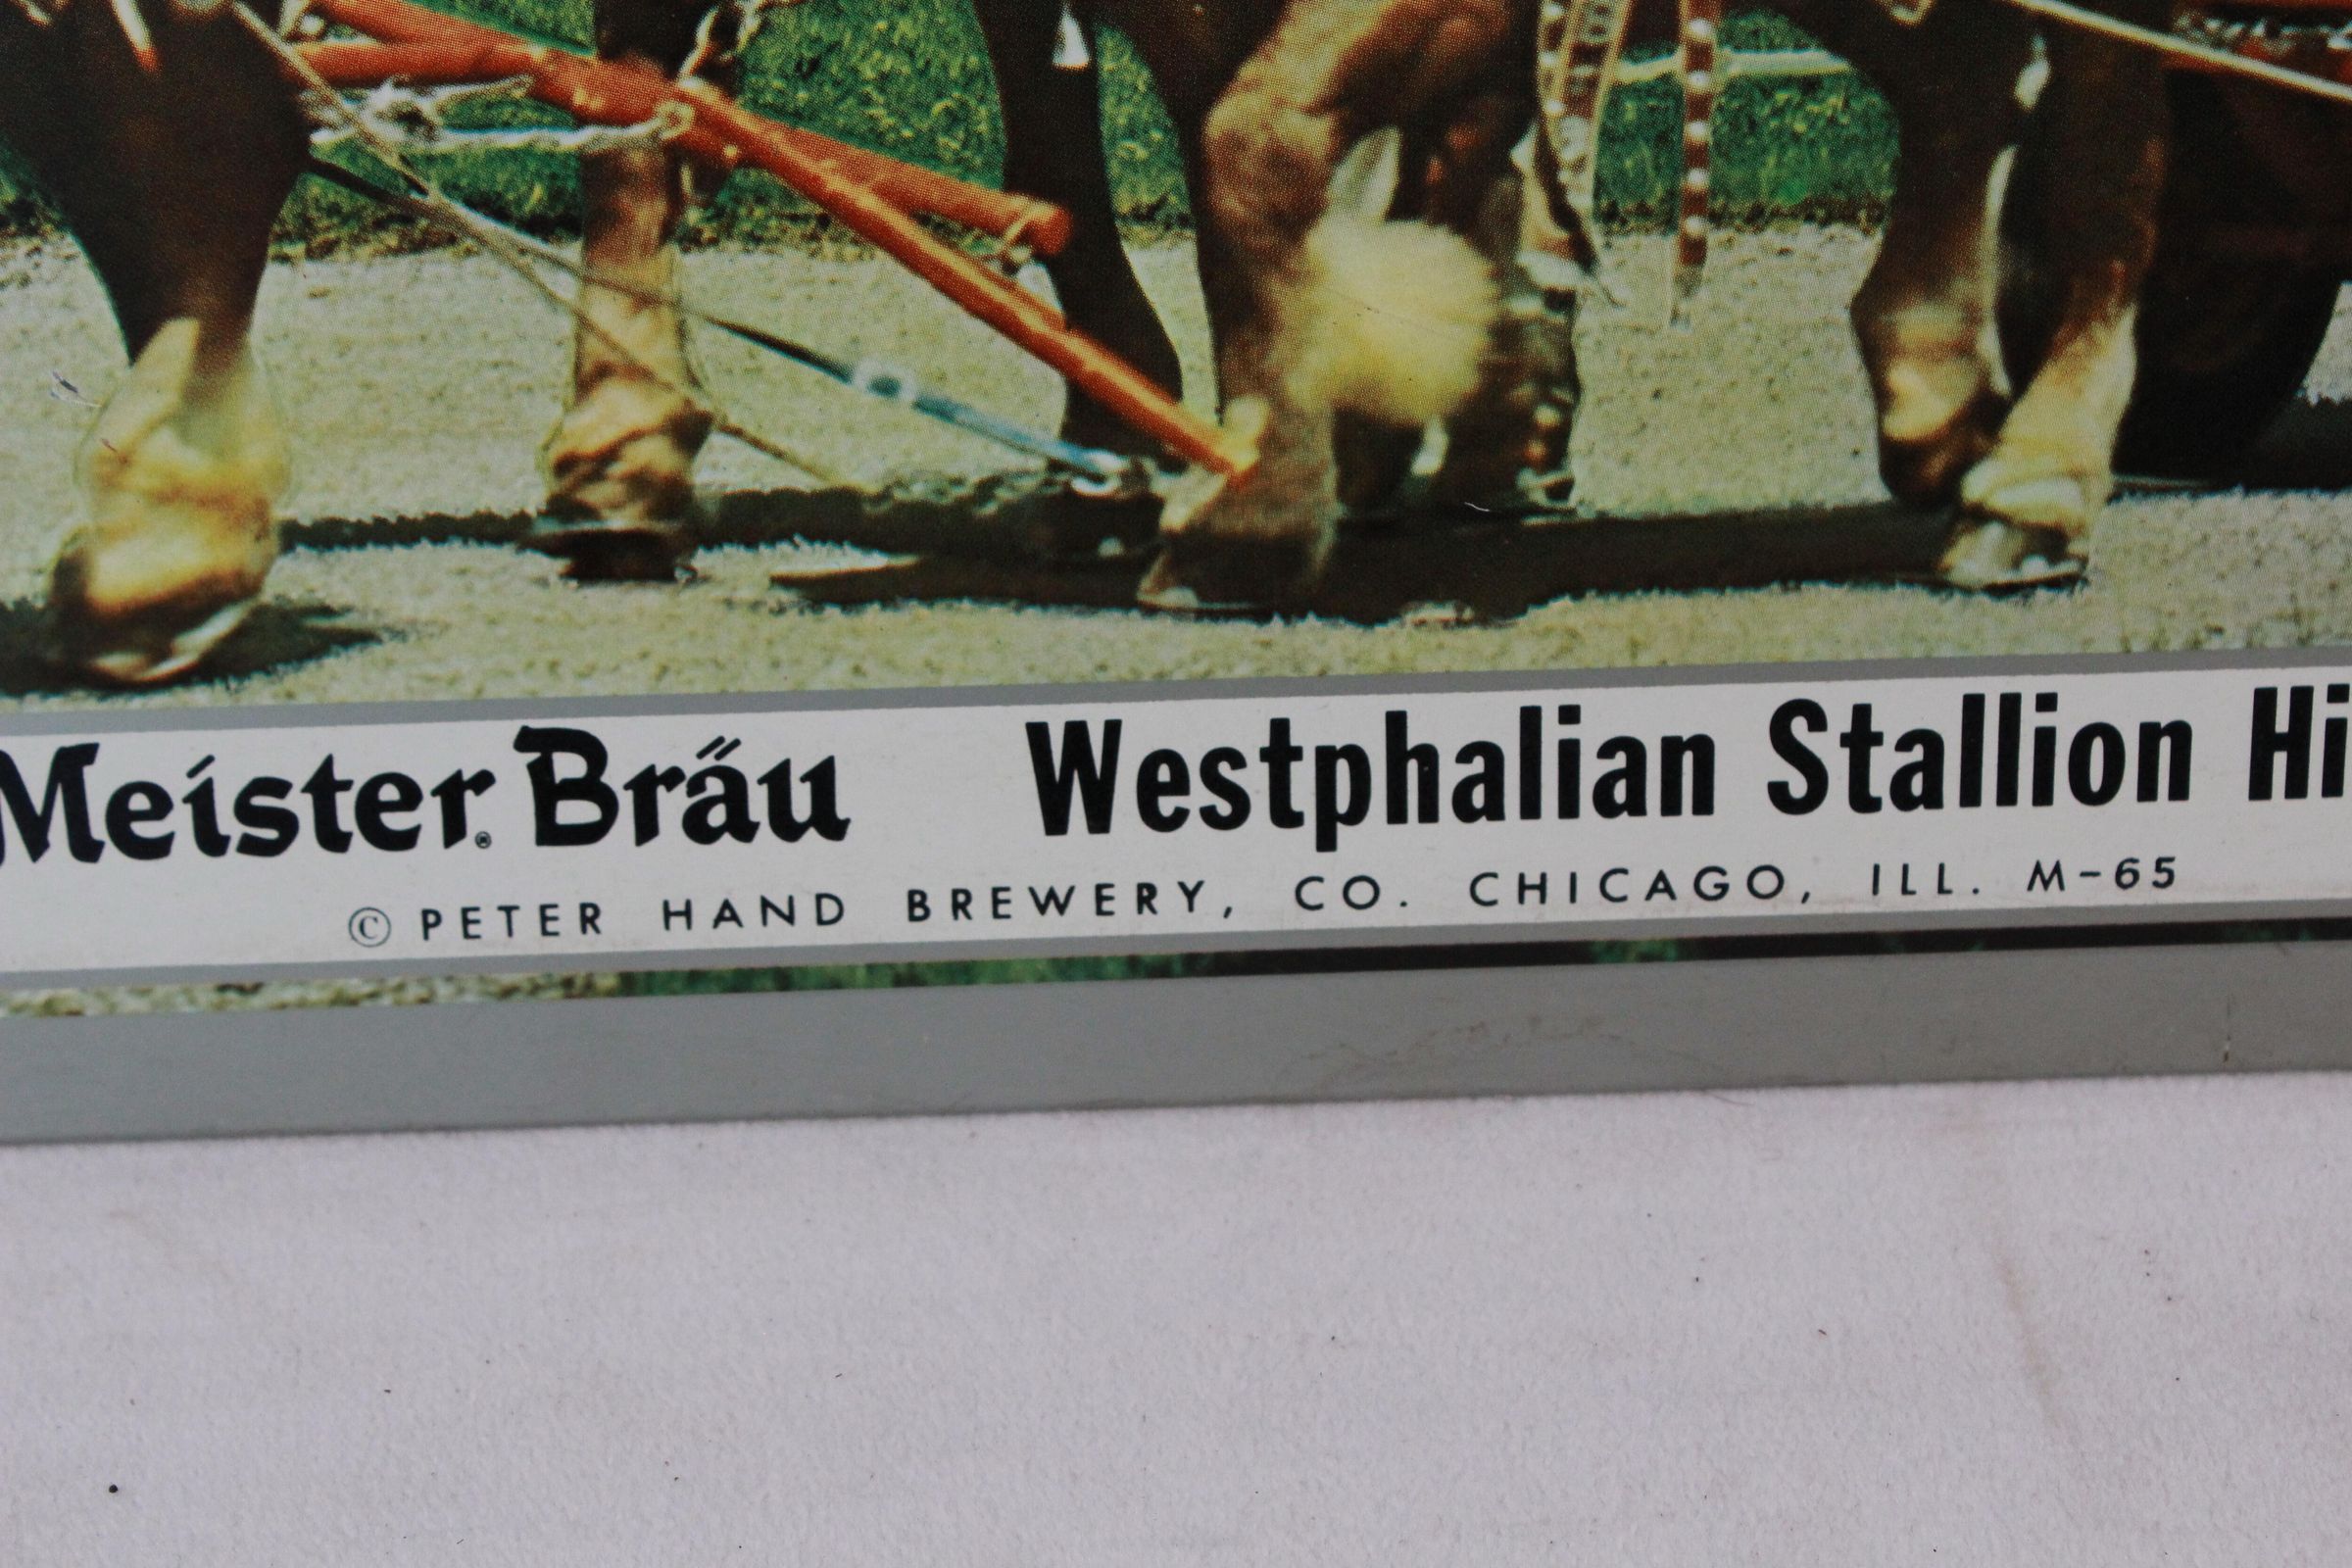 Meister® Bräu Westphalian Stallion Hi
© PETER HAND BREWERY, CO. CHICAGO, ILL. M-65